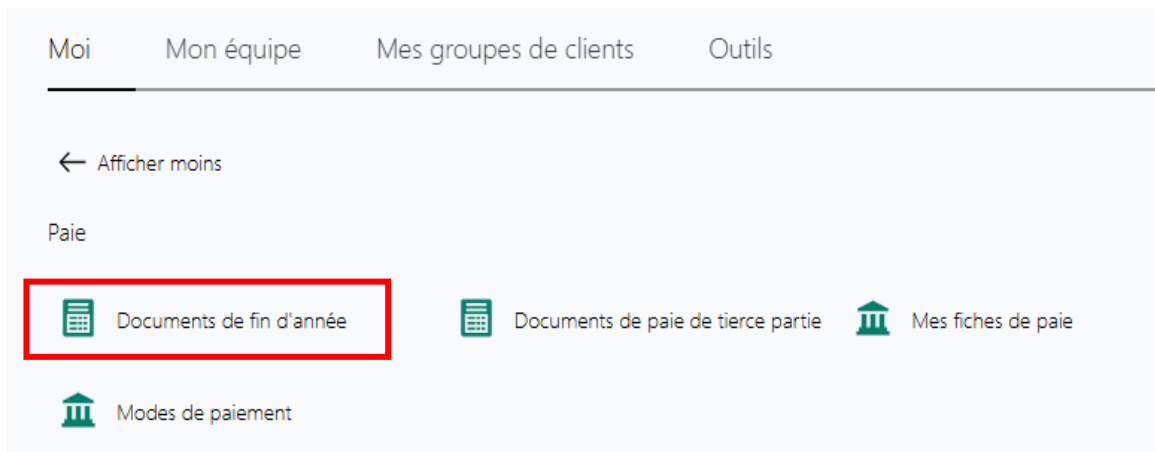 Moi Mon équipe Mes groupes de clients Outils
Afficher moins
Paie
Documents de fin d'année Documents de paie de tierce partie Mes fiches de paie
Modes de paiement